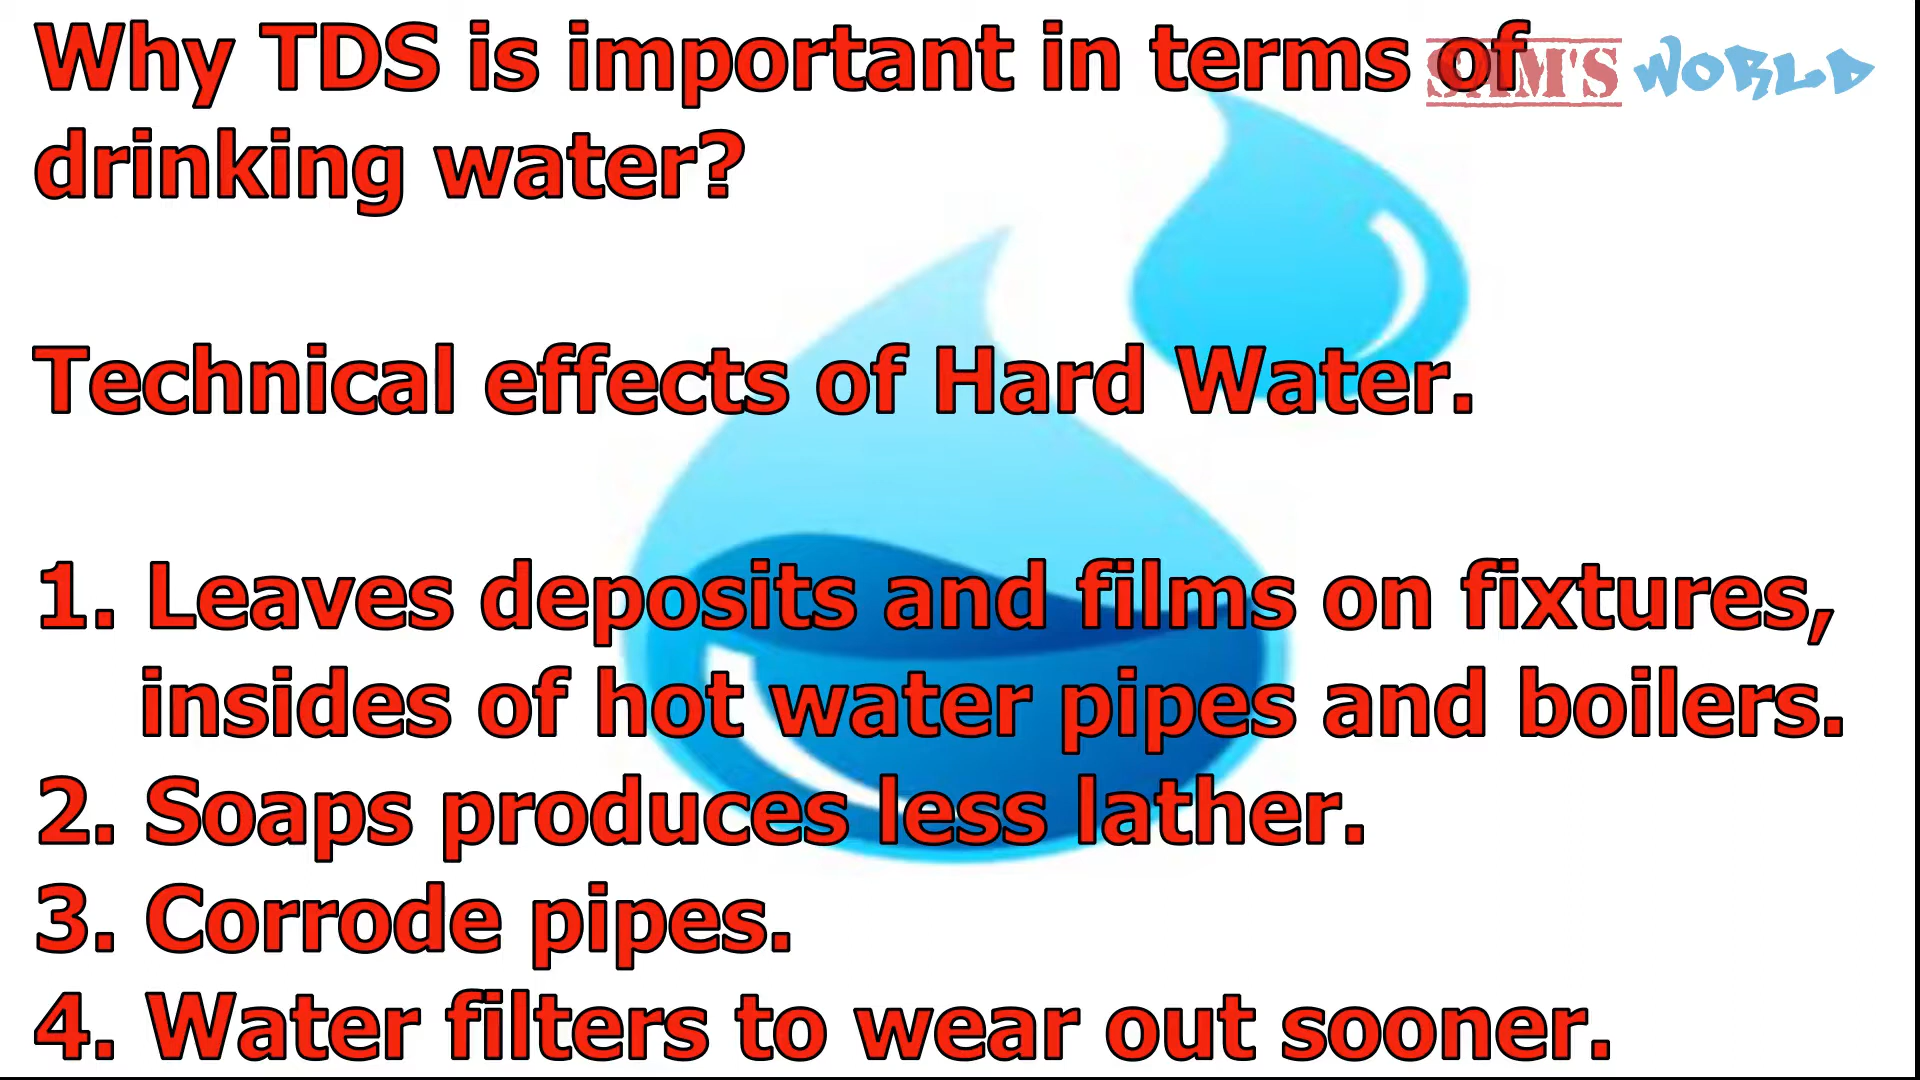 Why TDS is important in terms of
SAM'S WORLD
drinking water?
Technical effects of Hard Water.
1. Leaves deposits and films on fixtures,
insides of hot water pipes and boilers.
2. Soaps produces less lather.
3. Corrode pipes.
4. Water filters to wear out sooner.